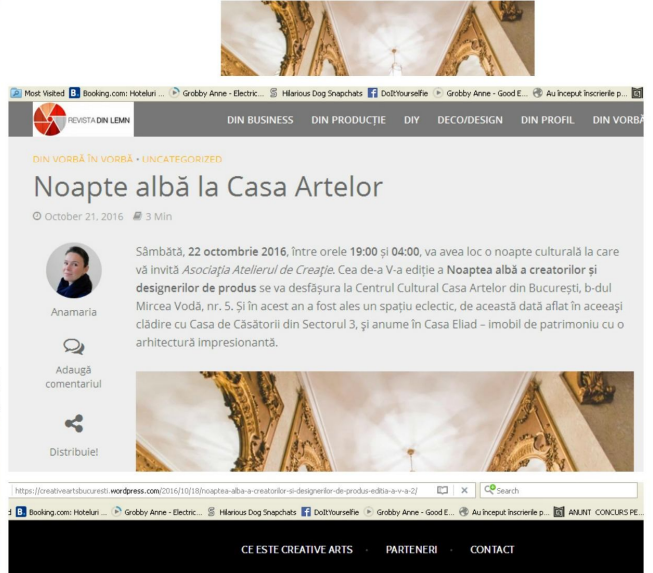 Most Visited B. Booking.com: Hoteluri ... Grobby Anne - Electric... Hilarious Dog Snapchats DoItYourselfie Grobby Anne - Good E... Au început înscrierile p...
REVISTA DIN LEMN DIN BUSINESS DIN PRODUCȚIE DIY DECO/DESIGN DIN PROFIL DIN VORBĂ
DIN VORBĂ ÎN VORBĂ • UNCATEGORIZED
Noapte albă la Casa Artelor
October 21, 2016 3 Min
Anamaria
Adaugă
comentariul
Distribuie!
Sâmbătă, 22 octombrie 2016, între orele 19:00 și 04:00, va avea loc o noapte culturală la care
vă invită Asociația Atelierul de Creație. Cea de-a V-a ediție a Noaptea albă a creatorilor și
designerilor de produs se va desfășura la Centrul Cultural Casa Artelor din București, b-dul
Mircea Vodă, nr. 5. Și în acest an a fost ales un spațiu eclectic, de această dată aflat în aceeaşi
clădire cu Casa de Căsătorii din Sectorul 3, şi anume în Casa Eliad – imobil de patrimoniu cu o
arhitectură impresionantă.
https://creativeartsbucuresti.wordpress.com/2016/10/18/noaptea-alba-a-creatorilor-si-designerilor-de-produs-editia-a-v-a-2/ Search
B. Booking.com: Hoteluri ... Grobby Anne - Electric... Hilarious Dog Snapchats DoItYourselfie Grobby Anne - Good E... Au început înscrierile p... ANUNT CONCURS PE...
CE ESTE CREATIVE ARTS · PARTENERI · CONTACT